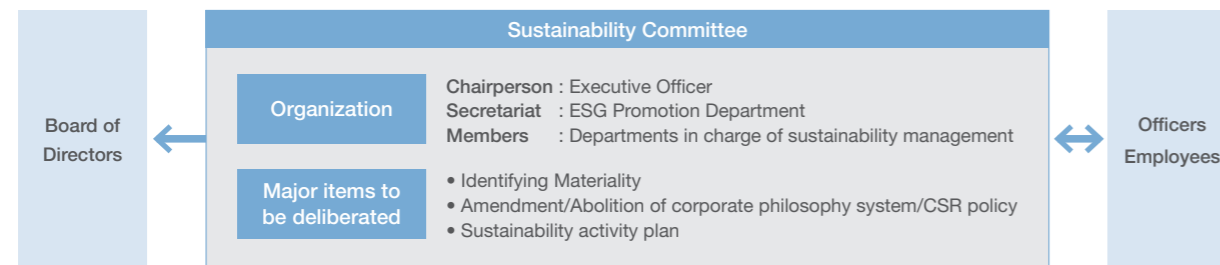 Sustainability Committee
Board of
Directors
Organization
Chairperson : Executive Officer
Secretariat : ESG Promotion Department
Members : Departments in charge of sustainability management
Major items to
be deliberated
• Identifying Materiality
• Amendment/Abolition of corporate philosophy system/CSR policy
• Sustainability activity plan
Officers
Employees